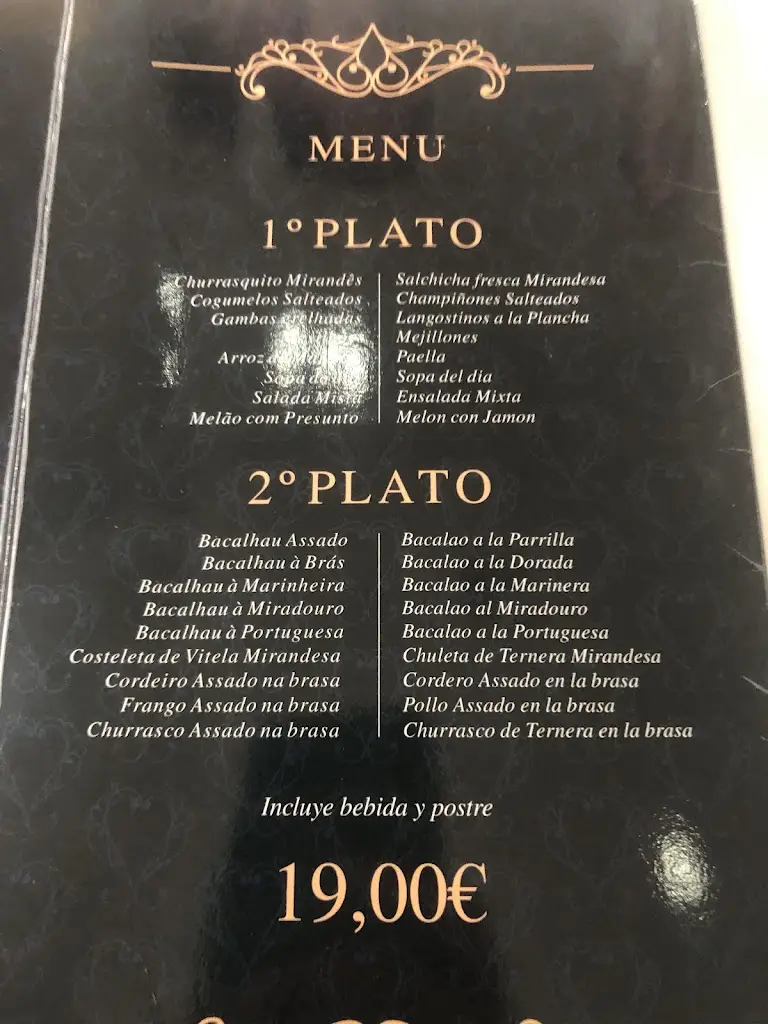 MENU
1º PLATO
Churrasquito Mirandês
Cogumelos Salteados
Gambas
Arroz
Sopa do
Salada Mista
Melão com Presunto
Salchicha fresca Mirandesa
Champiñones Salteados
Langostinos a la Plancha
Mejillones
Paella
Sopa del dia
Ensalada Mixta
Melon con Jamon
2º PLATO
Bacalhau Assado
Bacalhau à Brás
Bacalhau à Marinheira
Bacalhau à Miradouro
Bacalhau à Portuguesa
Costeleta de Vitela Mirandesa
Cordeiro Assado na brasa
Frango Assado na brasa
Churrasco Assado na brasa
Bacalao a la Parrilla
Bacalao a la Dorada
Bacalao a la Marinera
Bacalao al Miradouro
Bacalao a la Portuguesa
Chuleta de Ternera Mirandesa
Cordero Assado en la brasa
Pollo Assado en la brasa
Churrasco de Ternera en la brasa
Incluye bebida y postre
19,00€